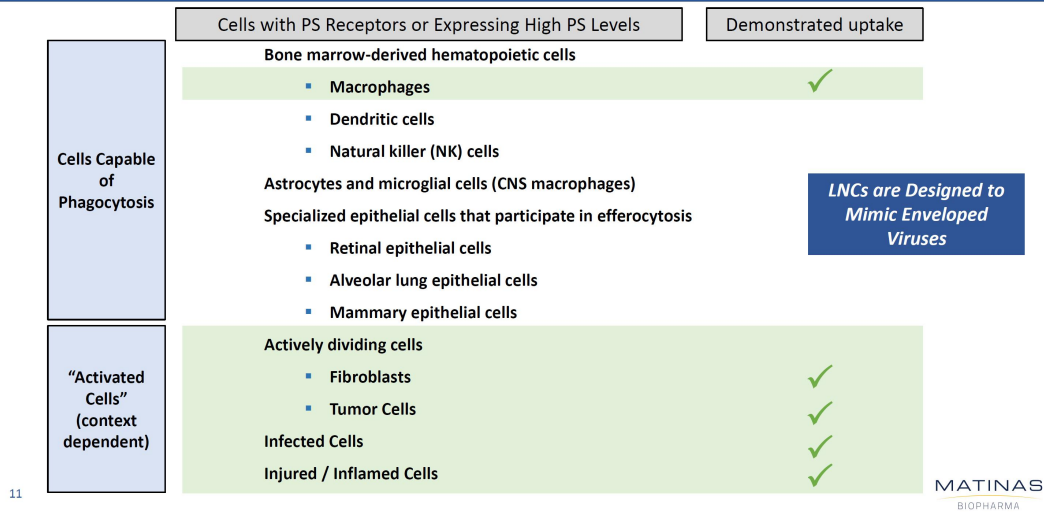 Cells with PS Receptors or Expressing High PS Levels
Demonstrated uptake
Cells Capable
of
Phagocytosis
Bone marrow-derived hematopoietic cells
Macrophages
Dendritic cells
Natural killer (NK) cells
Astrocytes and microglial cells (CNS macrophages)
Specialized epithelial cells that participate in efferocytosis
Retinal epithelial cells
Alveolar lung epithelial cells
Mammary epithelial cells
LNCs are Designed to
Mimic Enveloped
Viruses
“Activated
Cells”
(context
dependent)
Actively dividing cells
Fibroblasts
Tumor Cells
Infected Cells
Injured / Inflamed Cells
11
MATINAS
BIOPHARMA